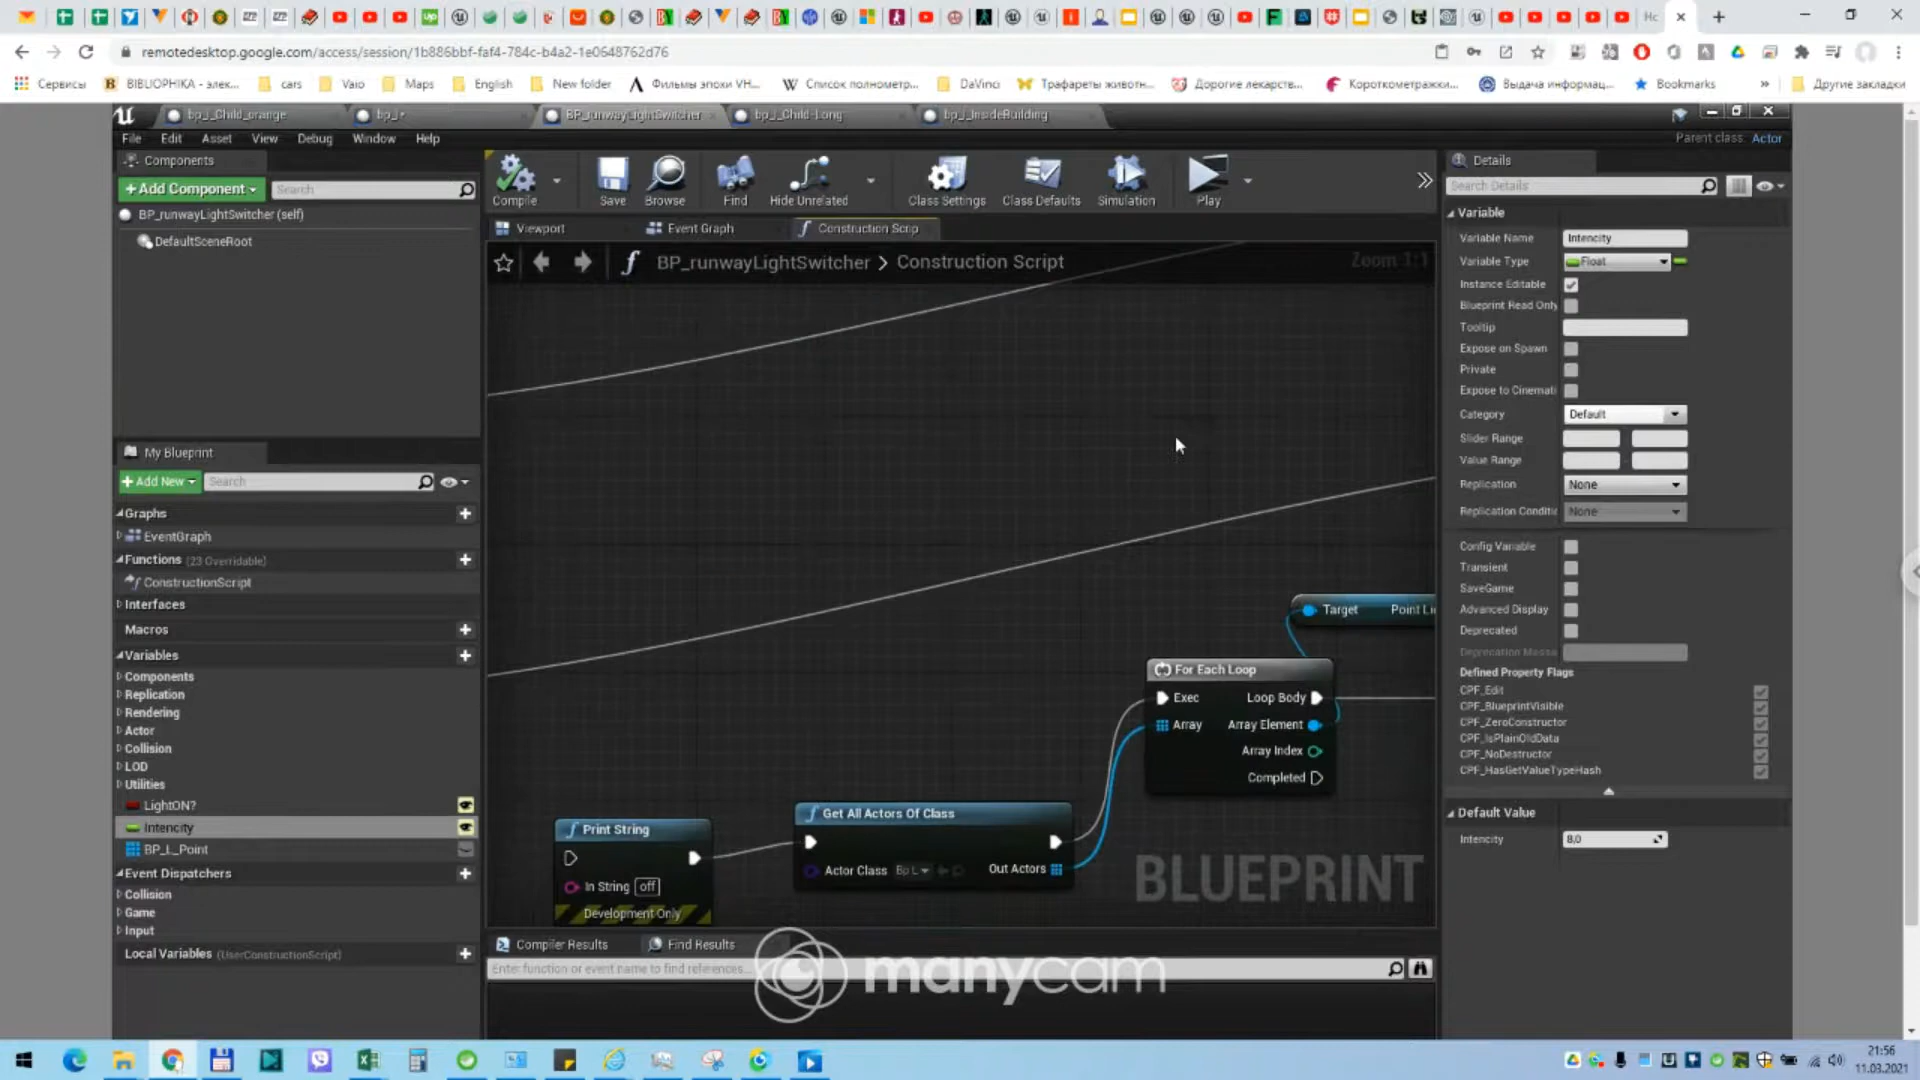 remotedesktop.google.com/access/session/1b886bbf-faf4-784c-b4a2-1e0648762d76
Сервисы
BIBLIOPHIKA - элек...
cars
Vaio
Maps
English
New folder
Фильмы эпохи VH...
Список полнометр...
DaVinci
Трафареты животн...
Дорогие лекарств...
Короткометражки...
Выдача информац...
Bookmarks
»
Другие закладки
bp_l_Child_orange
BP_runwayLightSwitcher
bp_l_Child-Long
bp_l_InsideBuilding
File Edit Asset View Debug Window Help
Parent class: Actor
Components
+ Add Component
Search
BP_runwayLightSwitcher (self)
DefaultSceneRoot
Compile
Save
Browse
Find
Hide Unrelated
Class Settings
Class Defaults
Simulation
Play
Viewport
Event Graph
Construction Scrip
BP_runwayLightSwitcher > Construction Script
Zoom 1:1
Target
Point Li
For Each Loop
Exec
Loop Body
Array
Array Element
Array Index
Completed
Print String
In String off
Development Only
Get All Actors Of Class
Actor Class Bp L
Out Actors
BLUEPRINT
My Blueprint
+ Add New
Search
Graphs
EventGraph
Functions (23 Overridable)
ConstructionScript
Interfaces
Macros
Variables
Components
Replication
Rendering
Actor
Collision
LOD
Utilities
LightON?
Intencity
BP_L_Point
Event Dispatchers
Collision
Game
Input
Local Variables (UserConstructionScript)
Compiler Results
Find Results
Enter function or event name to find references...
manycam
Details
Search Details
Variable
Variable Name Intencity
Variable Type Float
Instance Editable
Blueprint Read Only
Tooltip
Expose on Spawn
Private
Expose to Cinemati
Category Default
Slider Range
Value Range
Replication None
Replication Conditio None
Config Variable
Transient
SaveGame
Advanced Display
Deprecated
Deprecation Messa
Defined Property Flags
CPF_Edit
CPF_BlueprintVisible
CPF_ZeroConstructor
CPF_IsPlainOldData
CPF_NoDestructor
CPF_HasGetValueTypeHash
Default Value
Intencity 8,0
21:56
11.03.2021